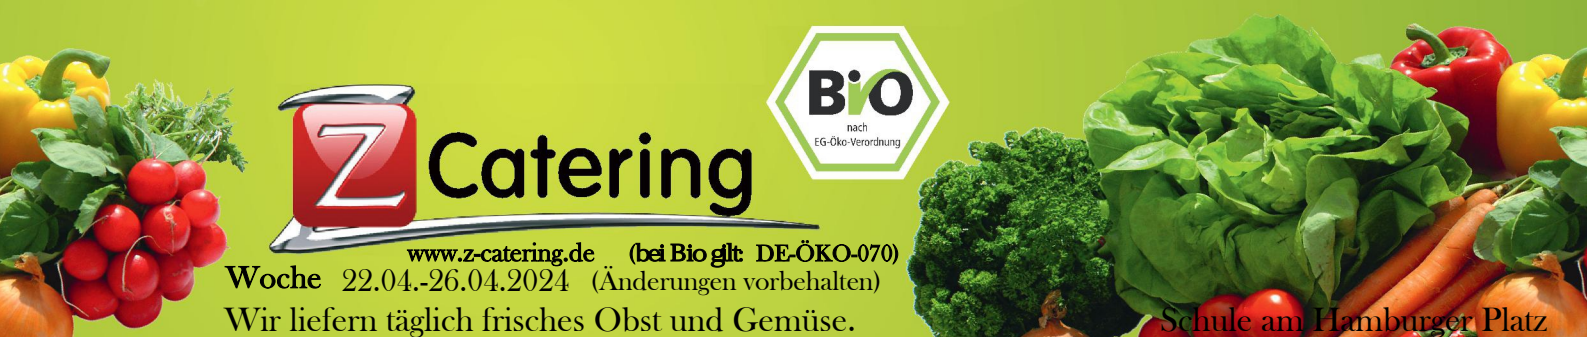 BiO
nach
EG-Öko-Verordnung
Z Catering
www.z-catering.de (bei Bio gilt: DE-ÖKO-070)
Woche 22.04.-26.04.2024 (Änderungen vorbehalten)
Wir liefern täglich frisches Obst und Gemüse.
Schule am Hamburger Platz